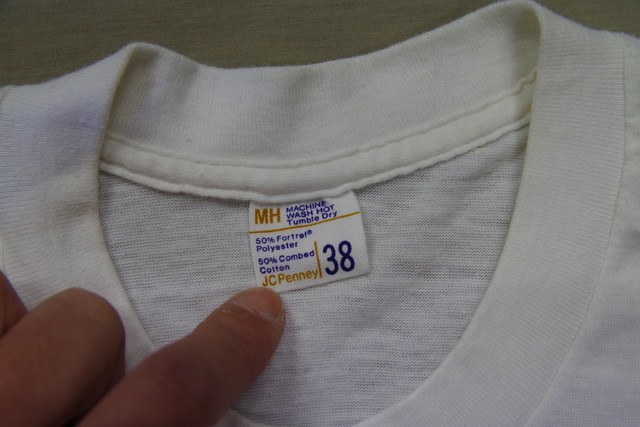 MH MACHINE
WASH HOT
Tumble Dry
50% Fortrel®
Polyester
50% Combed
Cotton
JCPenney
38